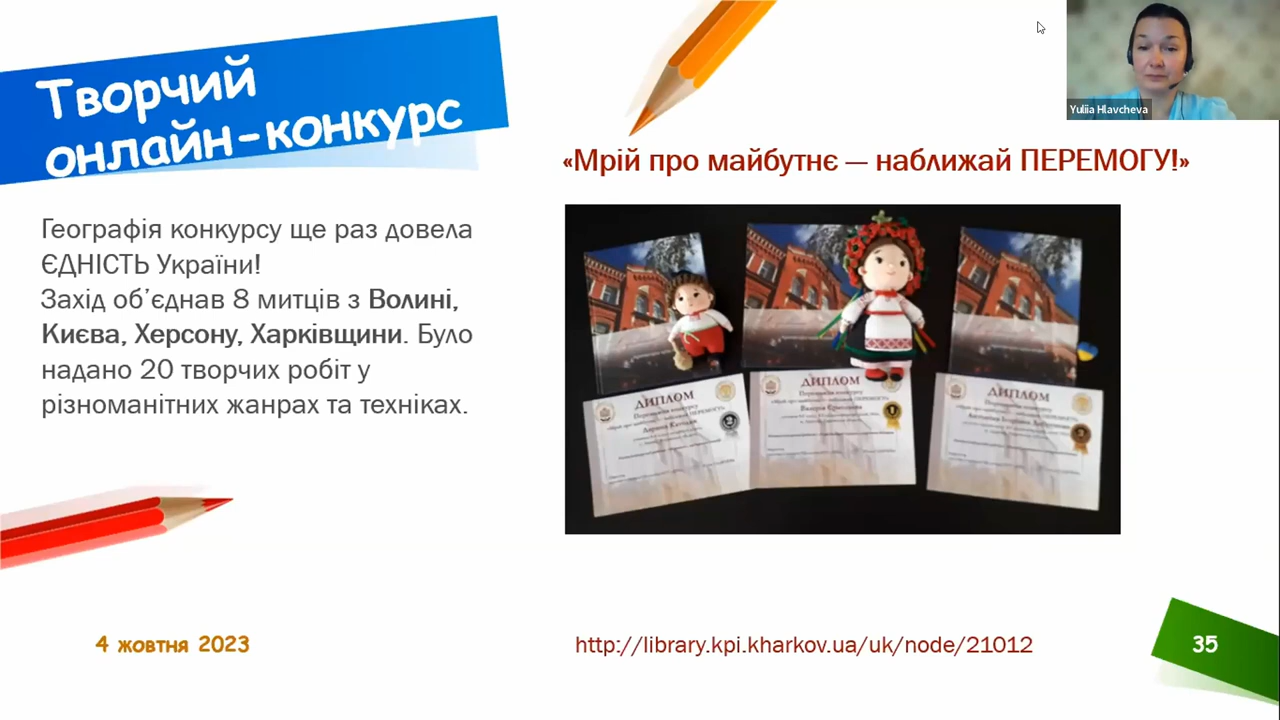 Творчий
онлайн-конкурс
Yuliia Hlavcheva
«Мрій про майбутнє — наближай ПЕРЕМОГУ!»
Географія конкурсу ще раз довела
ЄДНІСТЬ України!
Захід об’єднав 8 митців з Волині,
Києва, Херсону, Харківщини. Було
надано 20 творчих робіт у
різноманітних жанрах та техніках.
ДИПЛОМ
ДИПЛОМ
ДИПЛОМ
4 жовтня 2023
http://library.kpi.kharkov.ua/uk/node/21012
35